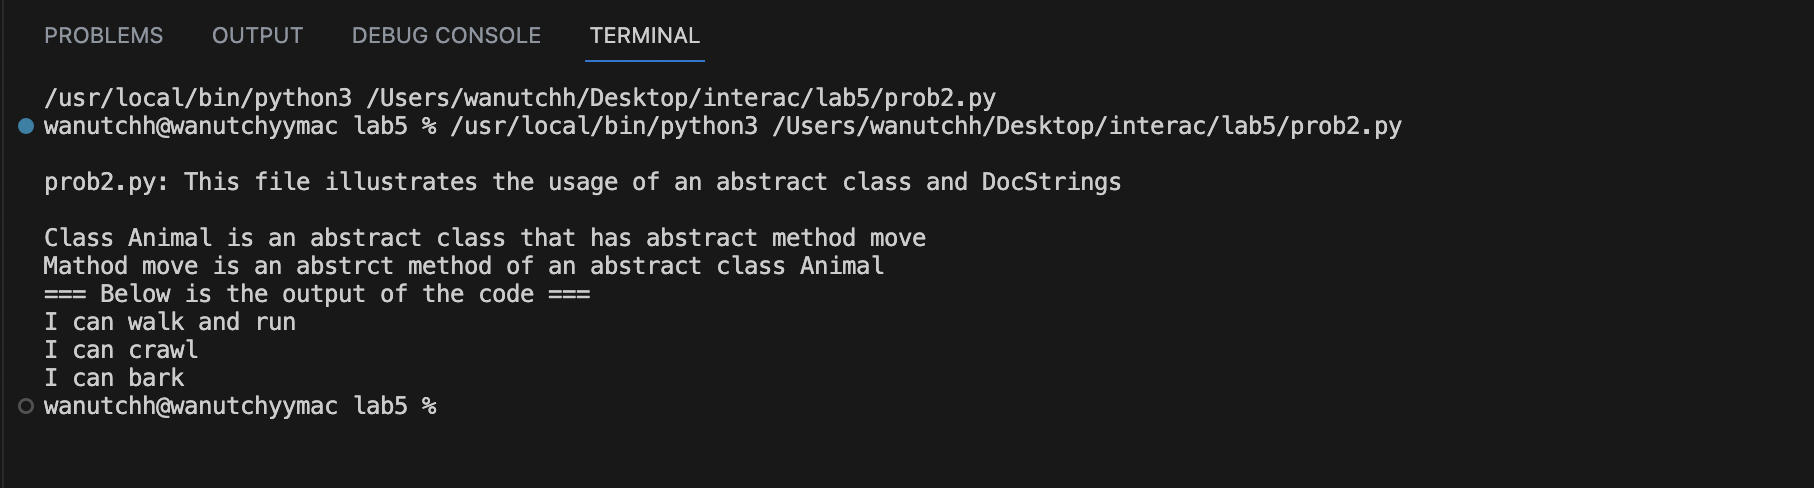 PROBLEMS OUTPUT DEBUG CONSOLE TERMINAL
/usr/local/bin/python3 /Users/wanutchh/Desktop/interac/lab5/prob2.py
wanutchh@wanutchyymac lab5 % /usr/local/bin/python3 /Users/wanutchh/Desktop/interac/lab5/prob2.py
prob2.py: This file illustrates the usage of an abstract class and DocStrings
Class Animal is an abstract class that has abstract method move
Mathod move is an abstrct method of an abstract class Animal
=== Below is the output of the code ===
I can walk and run
I can crawl
I can bark
wanutchh@wanutchyymac lab5 %